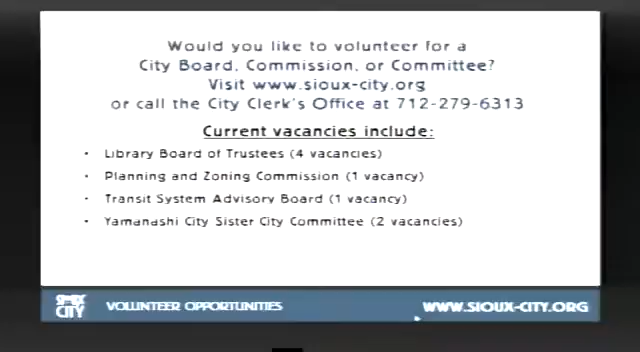 Would you like to volunteer for a
City Board, Commission, or Committee?
Visit www.sioux-city.org
or call the City Clerk's Office at 712-279-6313
Current vacancies include:
• Library Board of Trustees (4 vacancies)
• Planning and Zoning Commission (1 vacancy)
• Transit System Advisory Board (1 vacancy)
• Yamanashi City Sister City Committee (2 vacancies)
SIOUX
CITY
VOLUNTEER OPPORTUNITIES
WWW.SIOUX-CITY.ORG